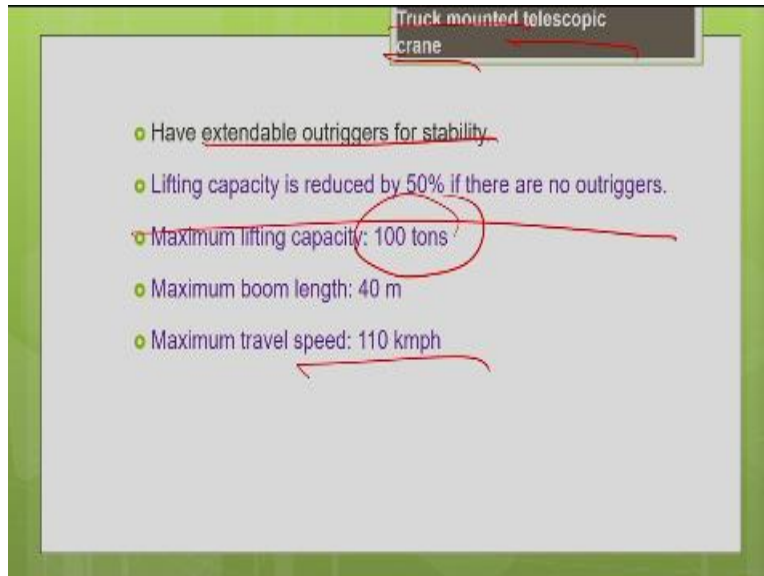 Truck mounted telescopic
crane
Have extendable outriggers for stability.
Lifting capacity is reduced by 50% if there are no outriggers.
Maximum lifting capacity: 100 tons
Maximum boom length: 40 m
Maximum travel speed: 110 kmph